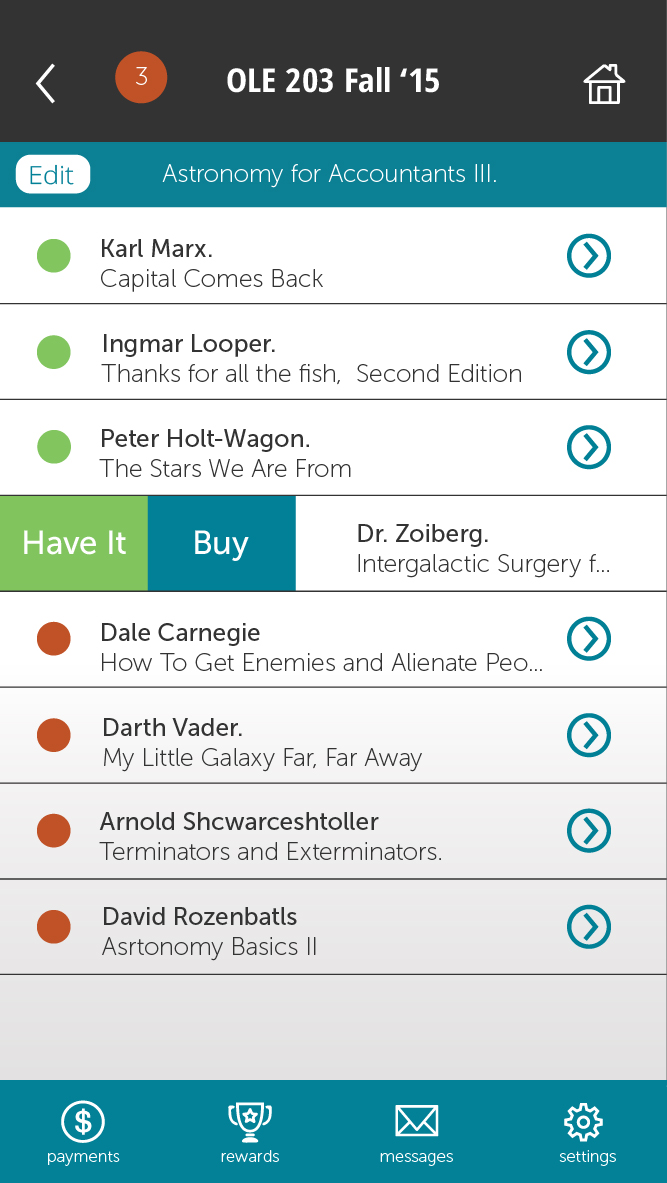 3
OLE 203 Fall ‘15
Edit
Astronomy for Accountants III.
Karl Marx.
Capital Comes Back
Ingmar Looper.
Thanks for all the fish,  Second Edition
Peter Holt-Wagon.
The Stars We Are From
Have It
Buy
Dr. Zoiberg.
Intergalactic Surgery f...
Dale Carnegie
How To Get Enemies and Alienate Peo...
Darth Vader.
My Little Galaxy Far, Far Away
Arnold Shcwarceshtoller
Terminators and Exterminators.
David Rozenbatls
Asrtonomy Basics II
$
payments
rewards
messages
settings